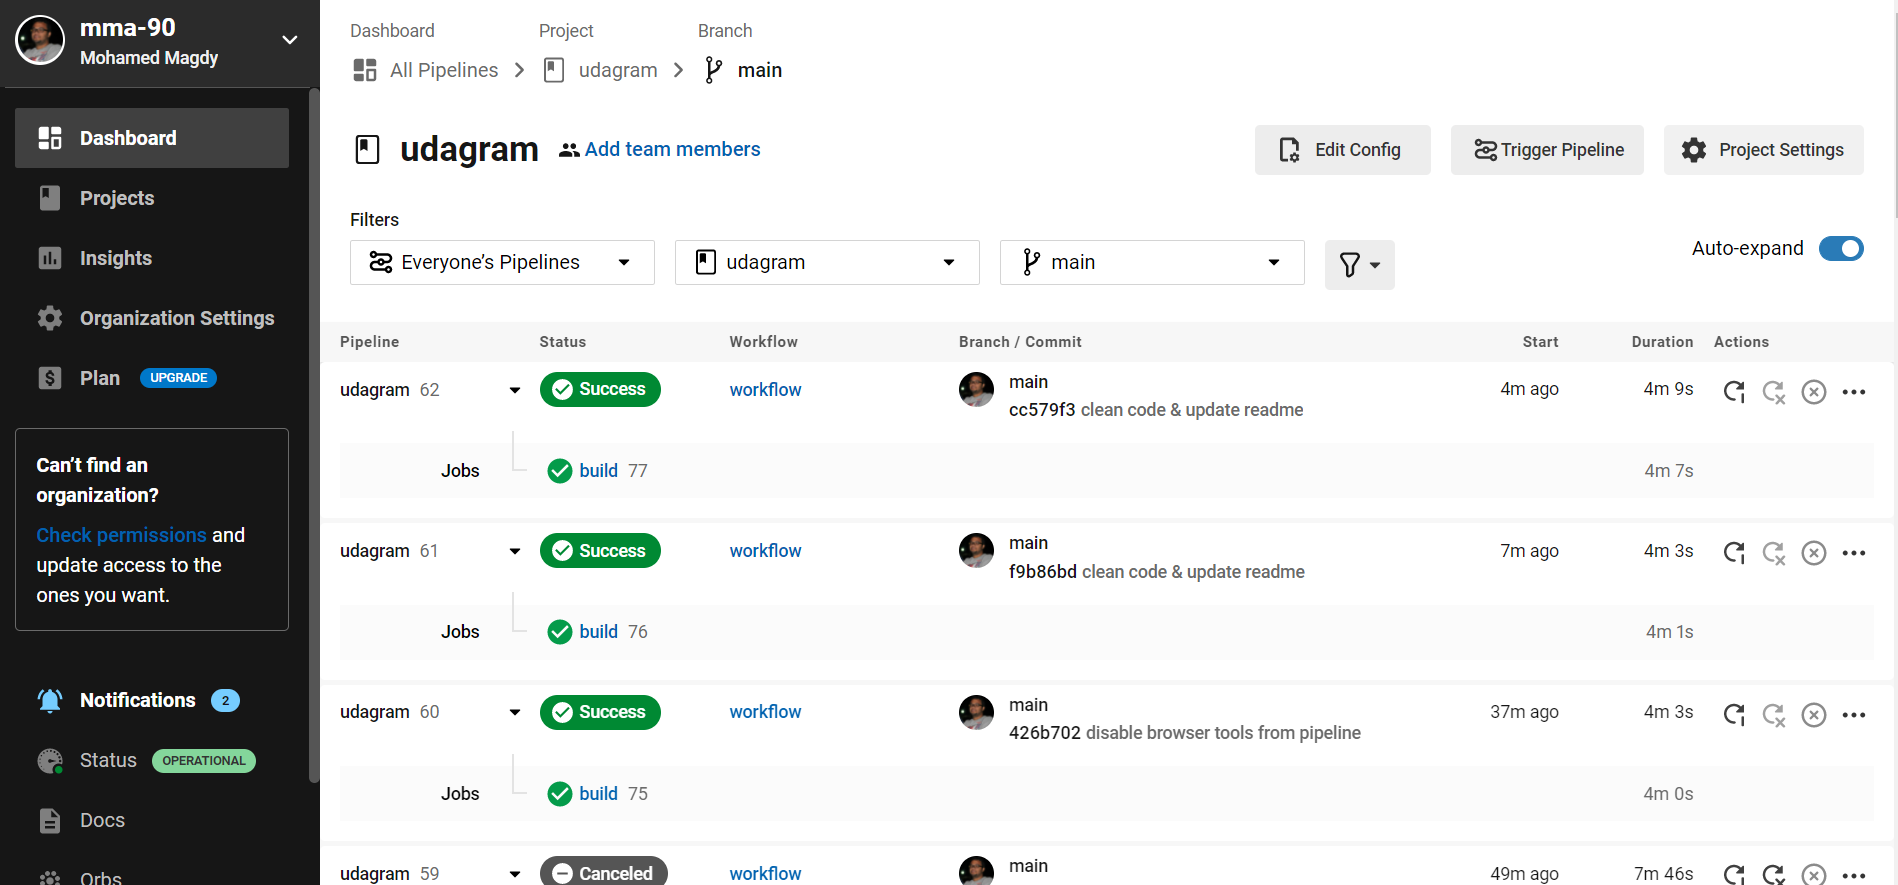 mma-90
Mohamed Magdy
Dashboard
Projects
Insights
Organization Settings
Plan UPGRADE
Can't find an
organization?
Check permissions and
update access to the
ones you want.
Notifications 2
Status OPERATIONAL
Docs
Orbs
Dashboard Project Branch
All Pipelines udagram main
udagram Add team members Edit Config Trigger Pipeline Project Settings
Filters
Everyone's Pipelines udagram main Auto-expand
Pipeline Status Workflow Branch / Commit Start Duration Actions
udagram 62 Success workflow main 4m ago 4m 9s
cc579f3 clean code & update readme
Jobs build 77 4m 7s
udagram 61 Success workflow main 7m ago 4m 3s
f9b86bd clean code & update readme
Jobs build 76 4m 1s
udagram 60 Success workflow main 37m ago 4m 3s
426b702 disable browser tools from pipeline
Jobs build 75 4m 0s
udagram 59 Canceled workflow main 49m ago 7m 46s